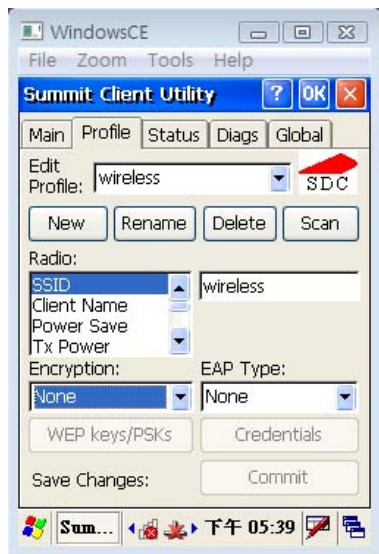 WindowsCE
File Zoom Tools Help
Summit Client Utility ? OK
Main Profile Status Diags Global
Edit
Profile: wireless
SDC
New Rename Delete Scan
Radio:
SSID
Client Name
Power Save
Tx Power
wireless
Encryption: EAP Type:
None None
WEP keys/PSKs Credentials
Save Changes: Commit
Sum... 下午 05:39